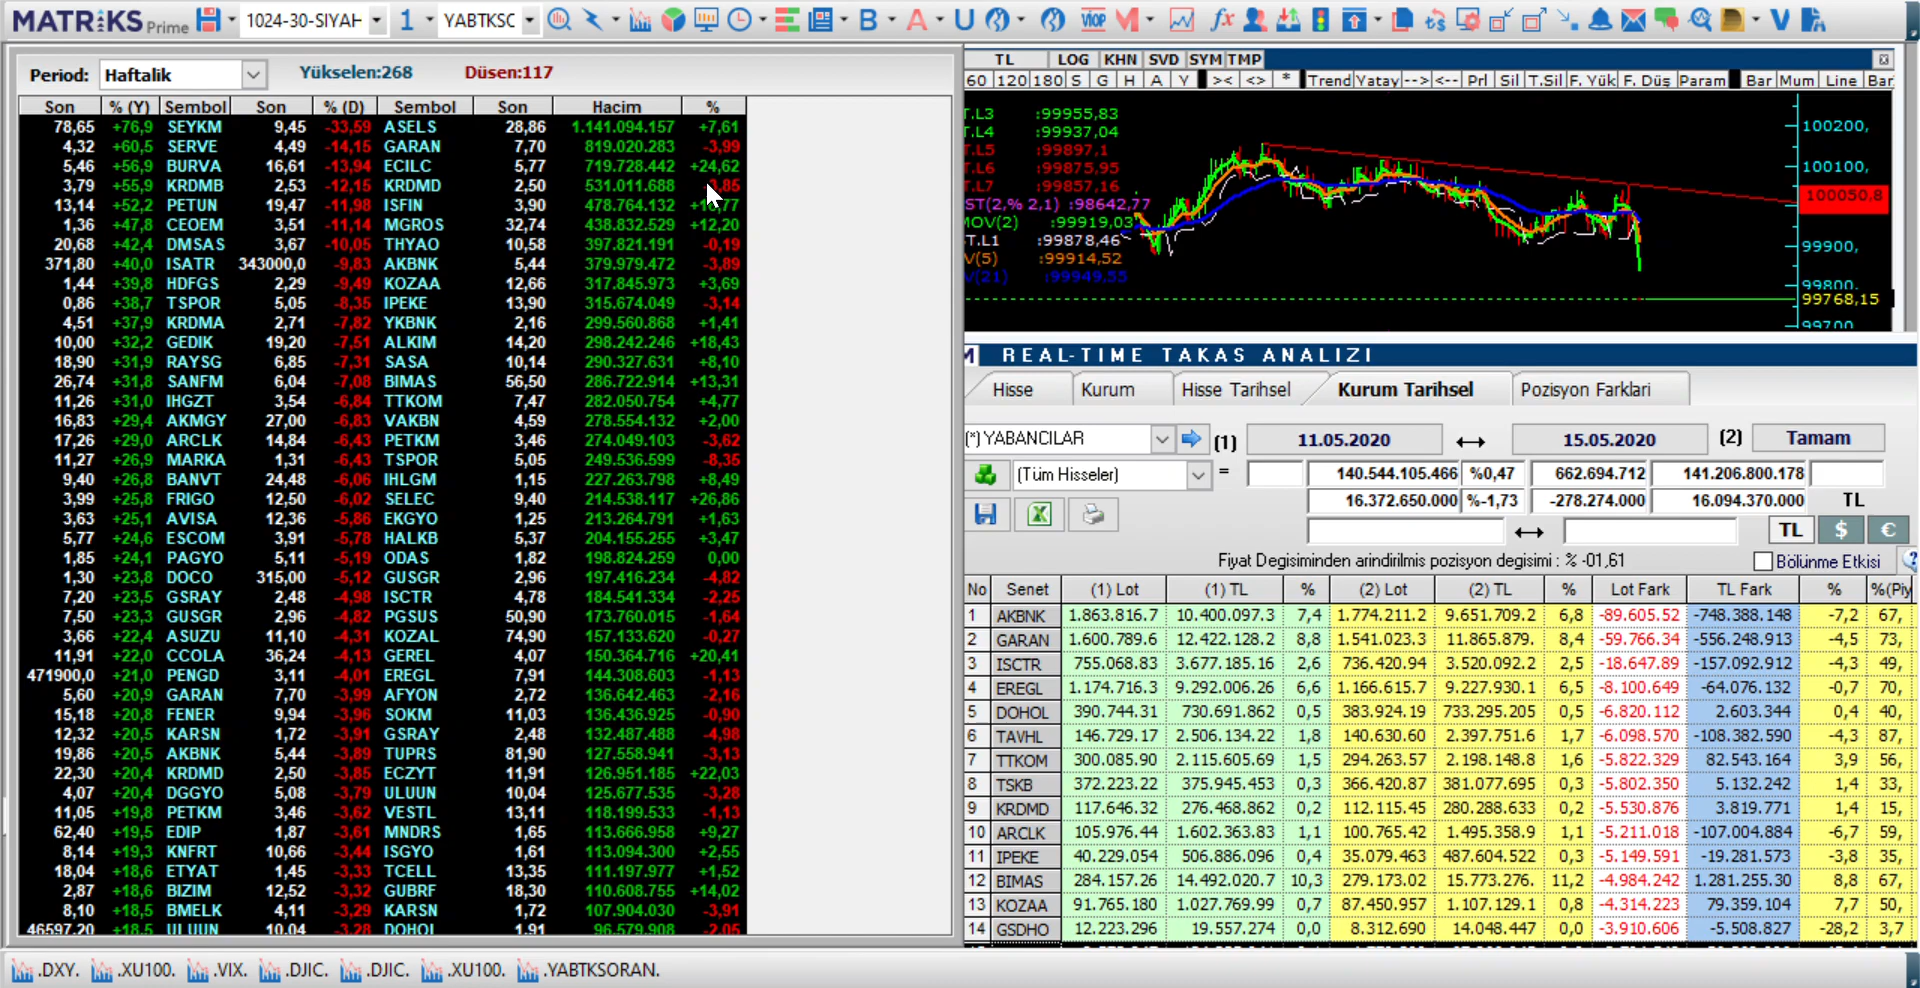 MATRIKS Prime 1024-30-SIYAH 1 YABTKSC B A U VIOP M fx V
Period: Haftalik Yükselen:268 Düsen:117
Son % (Y) Sembol Son % (D) Sembol Son Hacim %
78,65 +76,9 SEYKM 9,45 -33,59 ASELS 28,86 1.141.094.157 +7,61
4,32 +60,5 SERVE 4,49 -14,15 GARAN 7,70 819.020.283 -3,99
5,46 +56,9 BURVA 16,61 -13,94 ECILC 5,77 719.728.442 +24,62
3,79 +55,9 KRDMB 2,53 -12,15 KRDMD 2,50 531.011.688
13,14 +52,2 PETUN 19,47 -11,98 ISFIN 3,90 478.764.132
1,36 +47,8 CEOEM 3,51 -11,14 MGROS 32,74 438.832.529 +12,20
20,68 +42,4 DMSAS 3,67 -10,05 THYAO 10,58 397.821.191 -0,19
371,80 +40,0 ISATR 343000,0 -9,83 AKBNK 5,44 379.979.472 -3,89
1,44 +39,8 HDFGS 2,29 -9,49 KOZAA 12,66 317.845.973 +3,69
0,86 +38,7 TSPOR 5,05 -8,35 IPEKE 13,90 315.674.049 -3,14
4,51 +37,9 KRDMA 2,71 -7,82 YKBNK 2,16 299.560.868 +1,41
10,00 +32,2 GEDIK 19,20 -7,51 ALKIM 14,20 298.242.246 +18,43
18,90 +31,9 RAYSG 6,85 -7,31 SASA 10,14 290.327.631 +8,10
26,74 +31,8 SANFM 6,04 -7,08 BIMAS 56,50 286.722.914 +13,31
11,26 +31,0 IHGZT 3,54 -6,84 TTKOM 7,47 282.050.754 +4,77
16,83 +29,4 AKMGY 27,00 -6,83 VAKBN 4,59 278.554.132 +2,00
17,26 +29,0 ARCLK 14,84 -6,43 PETKM 3,46 274.049.103 -3,62
11,27 +26,9 MARKA 1,31 -6,43 TSPOR 5,05 249.536.599 -8,35
9,40 +26,8 BANVT 24,48 -6,06 IHLGM 1,15 227.263.798 +8,49
3,99 +25,8 FRIGO 12,50 -6,02 SELEC 9,40 214.538.117 +26,86
3,63 +25,1 AVISA 12,36 -5,86 EKGYO 1,25 213.264.791 +1,63
5,77 +24,6 ESCOM 3,91 -5,78 HALKB 5,37 204.155.255 +3,47
1,85 +24,1 PAGYO 5,11 -5,19 ODAS 1,82 198.824.259 0,00
1,30 +23,8 DOCO 315,00 -5,12 GUSGR 2,96 197.416.234 -4,82
7,20 +23,5 GSRAY 2,48 -4,98 ISCTR 4,78 184.541.334 -2,25
7,50 +23,3 GUSGR 2,96 -4,82 PGSUS 50,90 173.760.015 -1,64
3,66 +22,4 ASUZU 11,10 -4,31 KOZAL 74,90 157.133.620 -0,27
11,91 +22,0 CCOLA 36,24 -4,13 GEREL 4,07 150.364.716 +20,41
471900,0 +21,0 PENGD 3,11 -4,01 EREGL 7,91 144.308.603 -1,13
5,60 +20,9 GARAN 7,70 -3,99 AFYON 2,72 136.642.463 -2,16
15,18 +20,8 FENER 9,94 -3,96 SOKM 11,03 136.436.925 -0,90
12,32 +20,5 KARSN 1,72 -3,91 GSRAY 2,48 132.487.488 -4,98
19,86 +20,5 AKBNK 5,44 -3,89 TUPRS 81,90 127.558.941 -3,13
22,30 +20,4 KRDMD 2,50 -3,85 ECZYT 11,91 126.951.185 +22,03
4,07 +20,4 DGGYO 5,08 -3,79 ULUUN 10,04 125.677.535 -3,28
11,05 +19,8 PETKM 3,46 -3,62 VESTL 13,11 118.199.533 -1,13
62,40 +19,5 EDIP 1,87 -3,61 MNDRS 1,65 113.666.958 +9,27
8,14 +19,3 KNFRT 10,66 -3,44 ISGYO 1,61 113.094.300 +2,55
18,04 +18,6 ETYAT 1,45 -3,33 TCELL 13,35 111.197.977 +1,52
2,87 +18,6 BIZIM 12,52 -3,32 GUBRF 18,30 110.608.755 +14,02
8,10 +18,5 BMELK 4,11 -3,29 KARSN 1,72 107.904.030 -3,91
46597,20 +18,5 ULUUN 10,04 -3,28 DOHOL 1,91 96.579.908 -2,05
TL LOG KHN SVD SYM TMP
60 120 180 S G H A Y >< <> * Trend Yatay --> <-- Prl Sil T.Sil F. Yük F. Düş Param Bar Mum Line Bar
T.L3 :99955,83
T.L4 :99937,04
T.L5 :99897,1
T.L6 :99875,95
T.L7 :99857,16
ST(2,% 2,1) :98642,77
MOV(2) :99919,03
T.L1 :99878,46
V(5) :99914,52
V(21) :99949,55
100200,
100100,
100050,8
99900,
99800,
99768,15
99700
REAL-TIME TAKAS ANALIZI
Hisse Kurum Hisse Tarihsel Kurum Tarihsel Pozisyon Farklari
(*) YABANCILAR (1) 11.05.2020 15.05.2020 (2) Tamam
(Tüm Hisseler) = 140.544.105.466 %0,47 662.694.712 141.206.800.178
16.372.650.000 %-1,73 -278.274.000 16.094.370.000 TL
TL $ €
Fiyat Degisiminden arindirilmis pozisyon degisimi : % -01,61 Bölünme Etkisi
No Senet (1) Lot (1) TL % (2) Lot (2) TL % Lot Fark TL Fark % %(Piy
1 AKBNK 1.863.816.7 10.400.097.3 7,4 1.774.211.2 9.651.709.2 6,8 -89.605.52 -748.388.148 -7,2 67,
2 GARAN 1.600.789.6 12.422.128.2 8,8 1.541.023.3 11.865.879. 8,4 -59.766.34 -556.248.913 -4,5 73,
3 ISCTR 755.068.83 3.677.185.16 2,6 736.420.94 3.520.092.2 2,5 -18.647.89 -157.092.912 -4,3 49,
4 EREGL 1.174.716.3 9.292.006.26 6,6 1.166.615.7 9.227.930.1 6,5 -8.100.649 -64.076.132 -0,7 70,
5 DOHOL 390.744.31 730.691.862 0,5 383.924.19 733.295.205 0,5 -6.820.112 2.603.344 0,4 40,
6 TAVHL 146.729.17 2.506.134.22 1,8 140.630.60 2.397.751.6 1,7 -6.098.570 -108.382.590 -4,3 87,
7 TTKOM 300.085.90 2.115.605.69 1,5 294.263.57 2.198.148.8 1,6 -5.822.329 82.543.164 3,9 56,
8 TSKB 372.223.22 375.945.453 0,3 366.420.87 381.077.695 0,3 -5.802.350 5.132.242 1,4 33,
9 KRDMD 117.646.32 276.468.862 0,2 112.115.45 280.288.633 0,2 -5.530.876 3.819.771 1,4 15,
10 ARCLK 105.976.44 1.602.363.83 1,1 100.765.42 1.495.358.9 1,1 -5.211.018 -107.004.884 -6,7 59,
11 IPEKE 40.229.054 506.886.096 0,4 35.079.463 487.604.522 0,3 -5.149.591 -19.281.573 -3,8 35,
12 BIMAS 284.157.26 14.492.020.7 10,3 279.173.02 15.773.276. 11,2 -4.984.242 1.281.255.30 8,8 67,
13 KOZAA 91.765.180 1.027.769.99 0,7 87.450.957 1.107.129.1 0,8 -4.314.223 79.359.104 7,7 50,
14 GSDHO 12.223.296 19.557.274 0,0 8.312.690 14.048.447 0,0 -3.910.606 -5.508.827 -28,2 3,7
.DXY. .XU100. .VIX. .DJIC. .DJIC. .XU100. .YABTKSORAN.